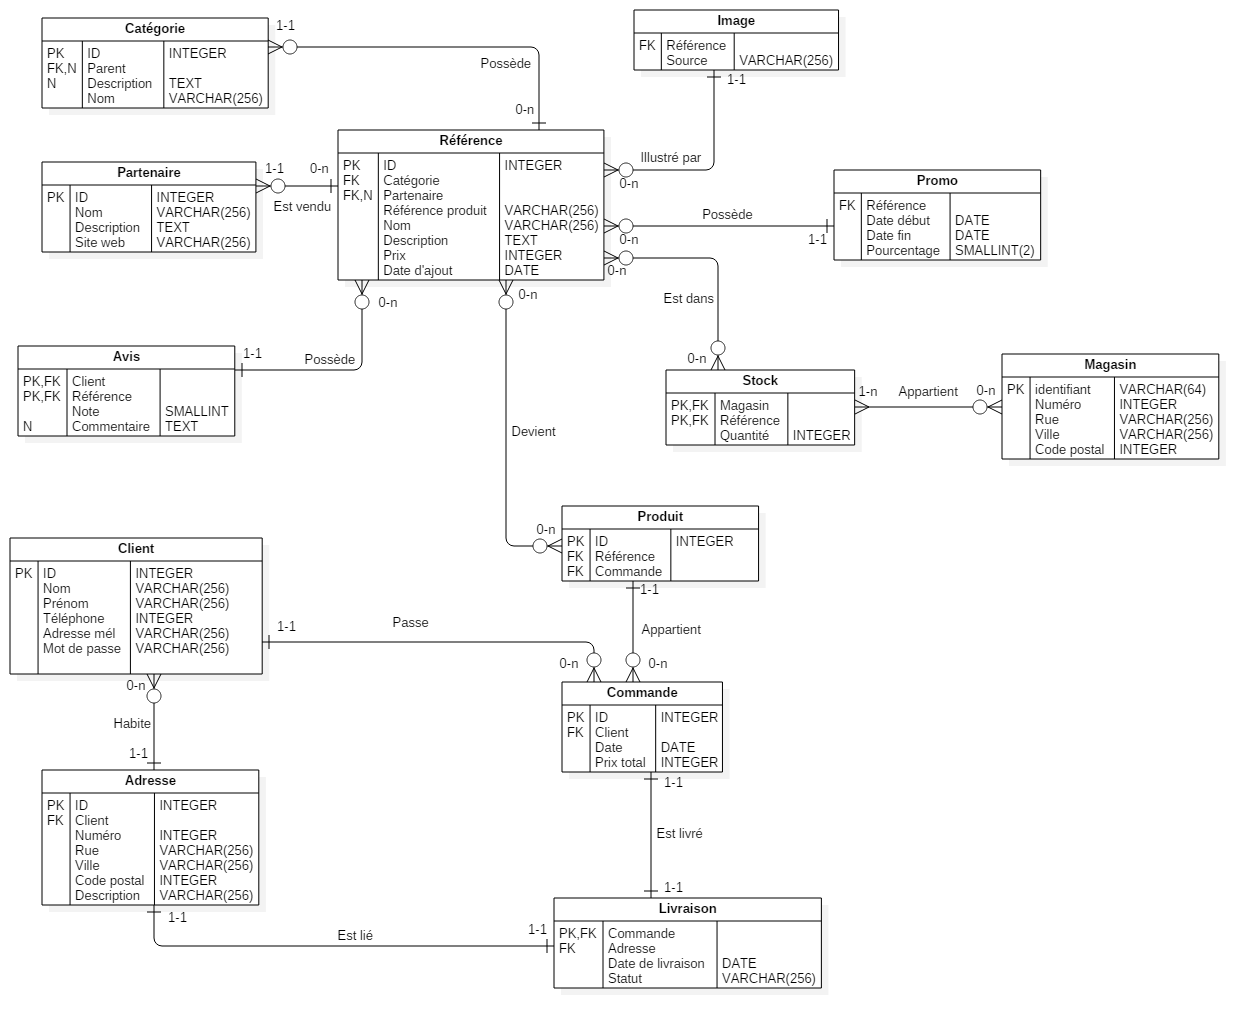 Catégorie
PK ID INTEGER
FK,N Parent
N Description TEXT
Nom VARCHAR(256)
1-1
Possède
0-n
Image
FK Référence
Source VARCHAR(256)
1-1
Illustré par
0-n
Partenaire
PK ID INTEGER
Nom VARCHAR(256)
Description TEXT
Site web VARCHAR(256)
1-1
0-n
Est vendu
Référence
PK ID INTEGER
FK Catégorie
FK,N Partenaire
Référence produit VARCHAR(256)
Nom VARCHAR(256)
Description TEXT
Prix INTEGER
Date d'ajout DATE
Promo
FK Référence
Date début DATE
Date fin DATE
Pourcentage SMALLINT(2)
Possède
0-n
1-1
0-n
Est dans
0-n
0-n
0-n
Avis
PK,FK Client
PK,FK Référence
Note SMALLINT
N Commentaire TEXT
1-1
Possède
Stock
PK,FK Magasin
PK,FK Référence
Quantité INTEGER
1-n
Appartient
0-n
Magasin
PK identifiant VARCHAR(64)
Numéro INTEGER
Rue VARCHAR(256)
Ville VARCHAR(256)
Code postal INTEGER
Devient
0-n
Produit
PK ID INTEGER
FK Référence
FK Commande
1-1
Appartient
0-n
Client
PK ID INTEGER
Nom VARCHAR(256)
Prénom VARCHAR(256)
Téléphone INTEGER
Adresse mél VARCHAR(256)
Mot de passe VARCHAR(256)
1-1
Passe
0-n
0-n
Habite
1-1
Commande
PK ID INTEGER
FK Client
Date DATE
Prix total INTEGER
1-1
Est livré
1-1
Adresse
PK ID INTEGER
FK Client
Numéro INTEGER
Rue VARCHAR(256)
Ville VARCHAR(256)
Code postal INTEGER
Description VARCHAR(256)
1-1
Est lié
1-1
Livraison
PK,FK Commande
FK Adresse
Date de livraison DATE
Statut VARCHAR(256)